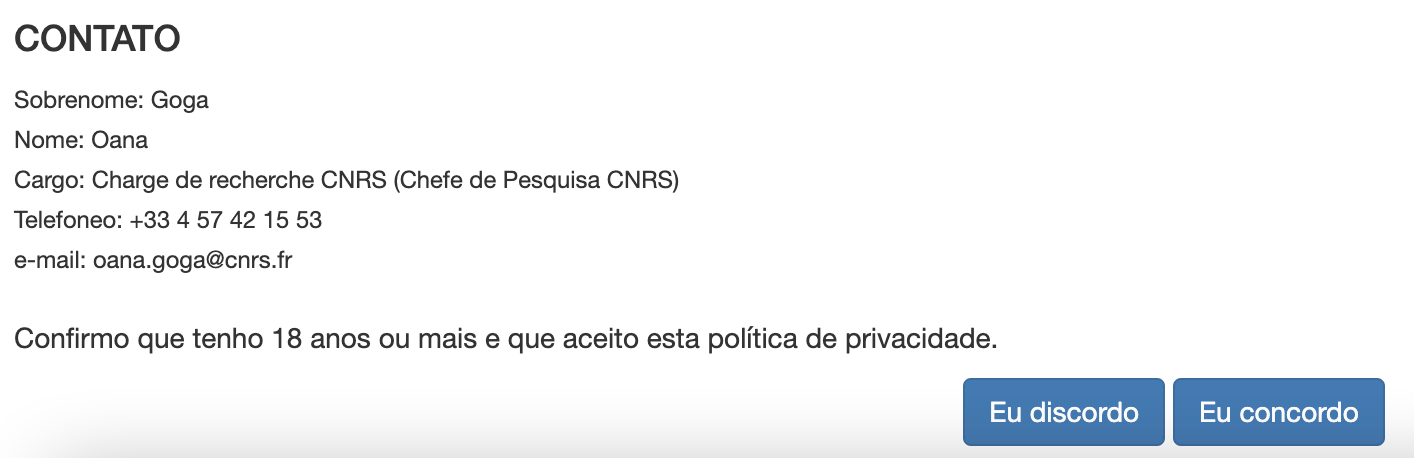 CONTATO
Sobrenome: Goga
Nome: Oana
Cargo: Charge de recherche CNRS (Chefe de Pesquisa CNRS)
Telefoneo: +33 4 57 42 15 53
e-mail: oana.goga@cnrs.fr
Confirmo que tenho 18 anos ou mais e que aceito esta política de privacidade.
Eu discordo Eu concordo